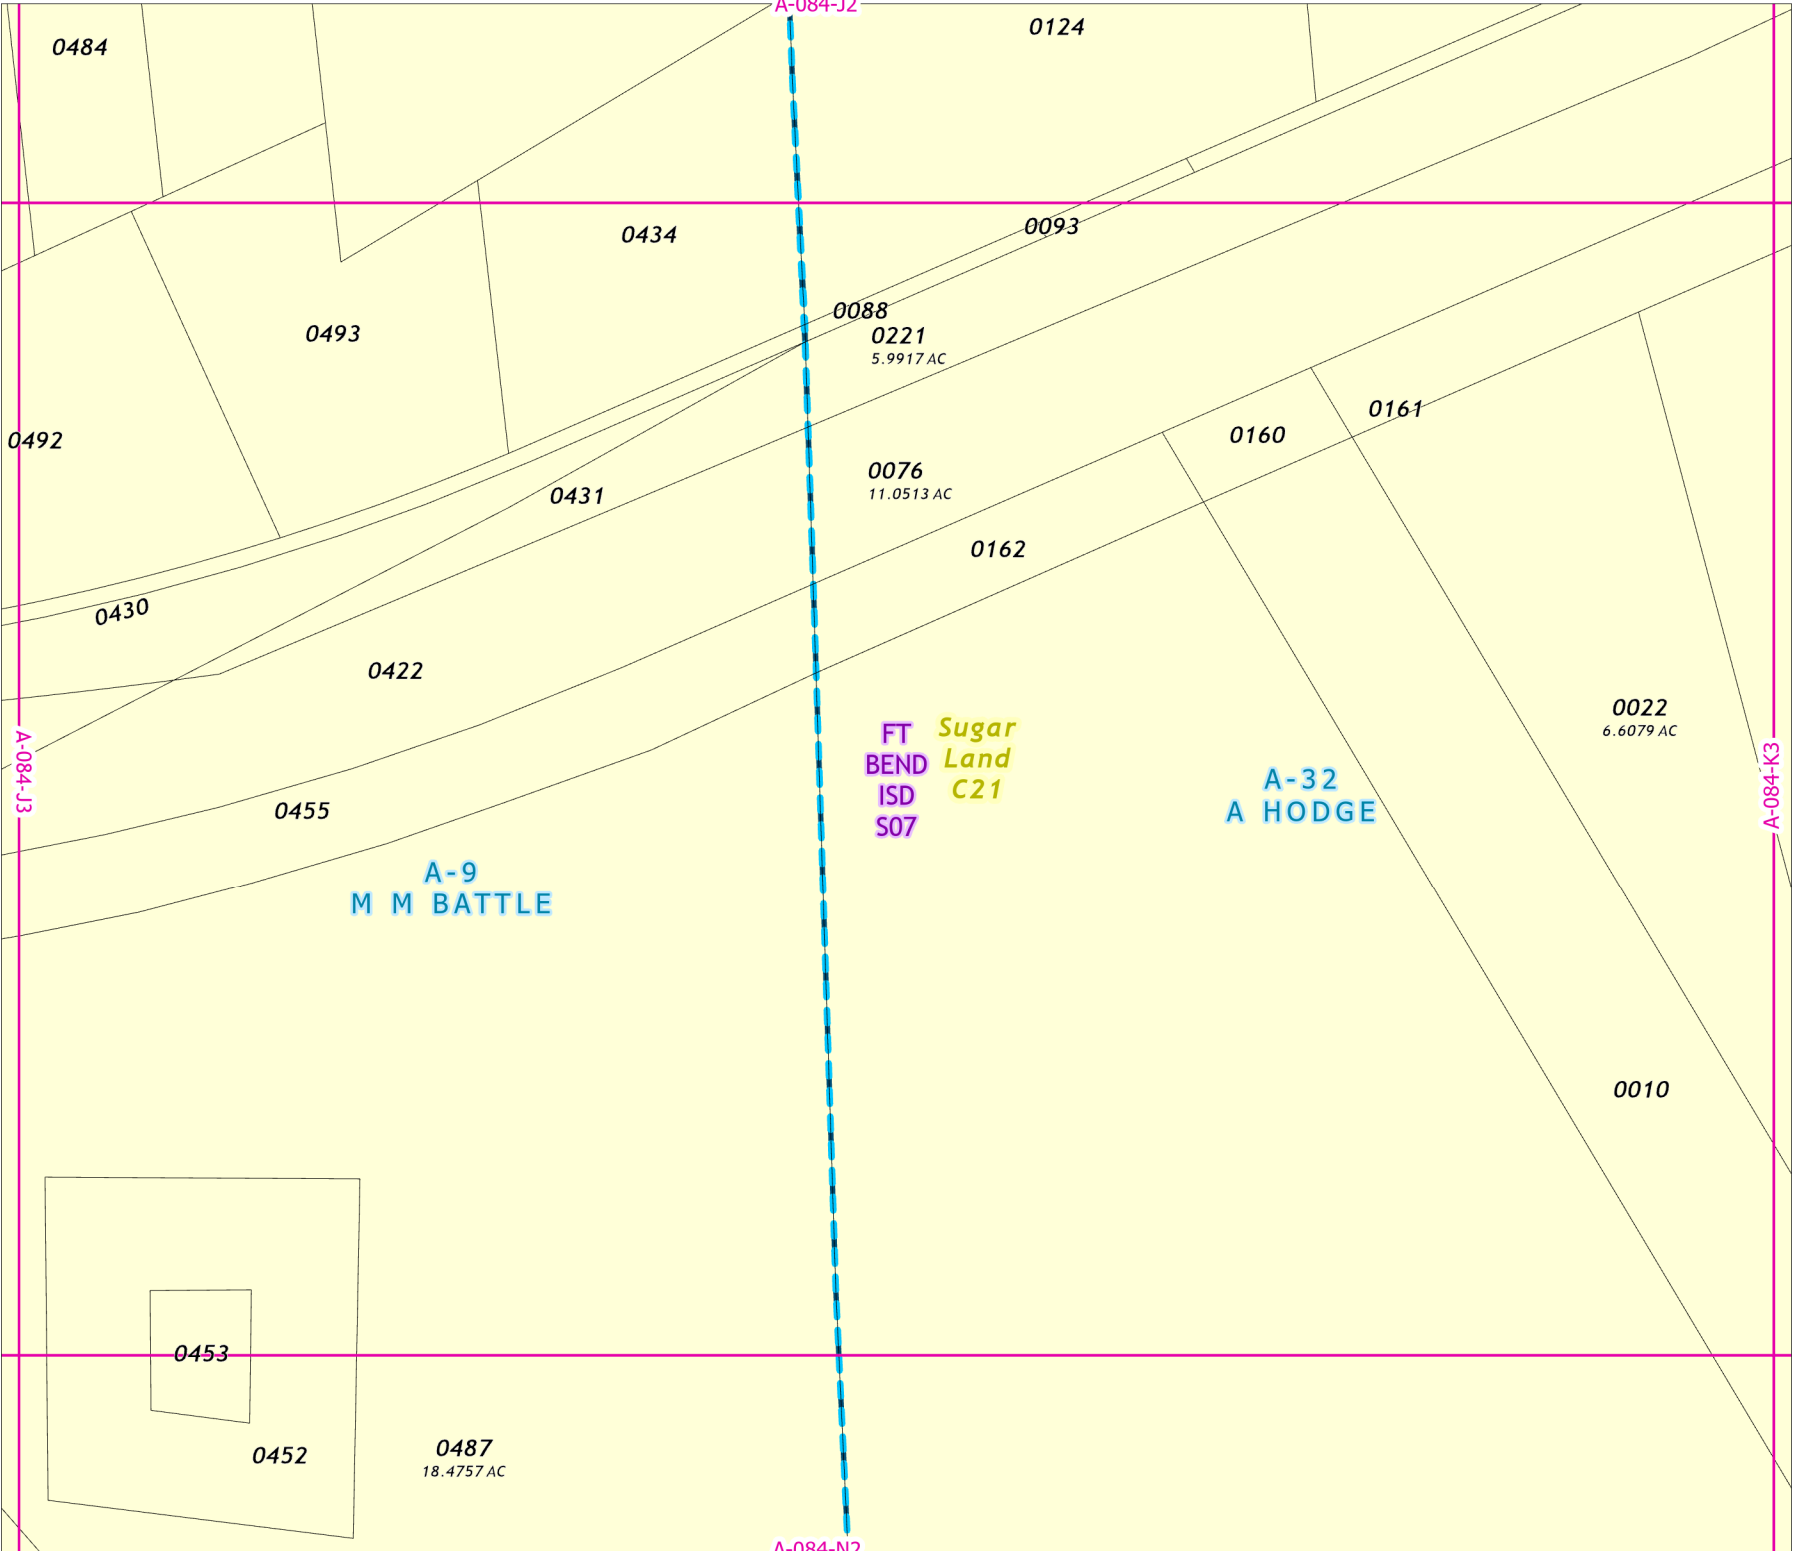 A-084-J2
0124
0484
0093
0434
0088
0221
5.9917 AC
0493
0161
0160
0492
0076
11.0513 AC
0431
0162
0430
0422
0022
6.6079 AC
FT
BEND
ISD
S07
Sugar
Land
C21
A-084-J3
A-084-K3
A-32
A HODGE
0455
A-9
M M BATTLE
0010
0453
0452
0487
18.4757 AC
A-084-N2